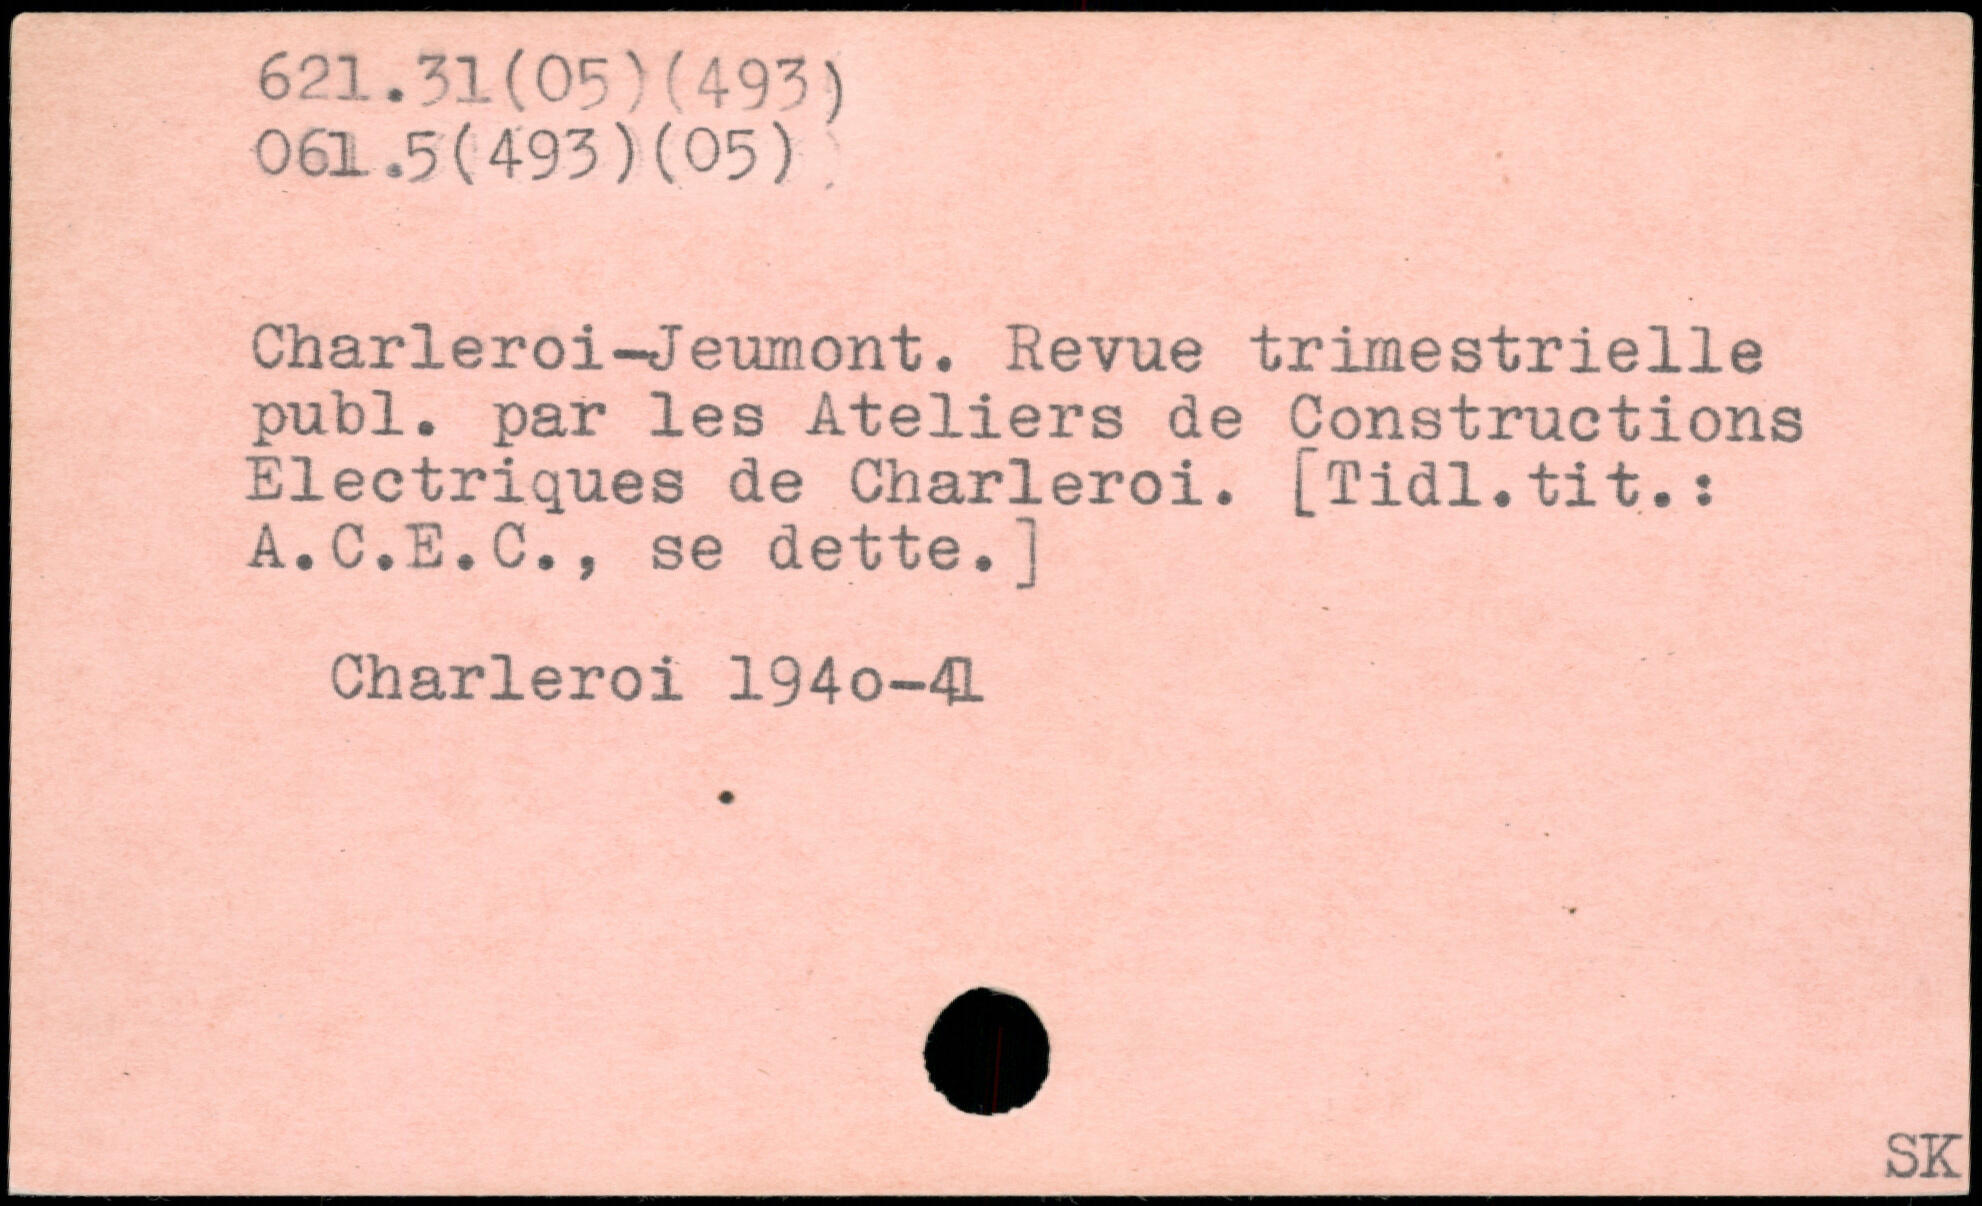 621.31(05)(493)
061.5(493)(05)
Charleroi-Jeumont. Revue trimestrielle
publ. par les Ateliers de Constructions
Electriques de Charleroi. [Tidl.tit.:
A.C.E.C., se dette.]
Charleroi 194o-41
SK